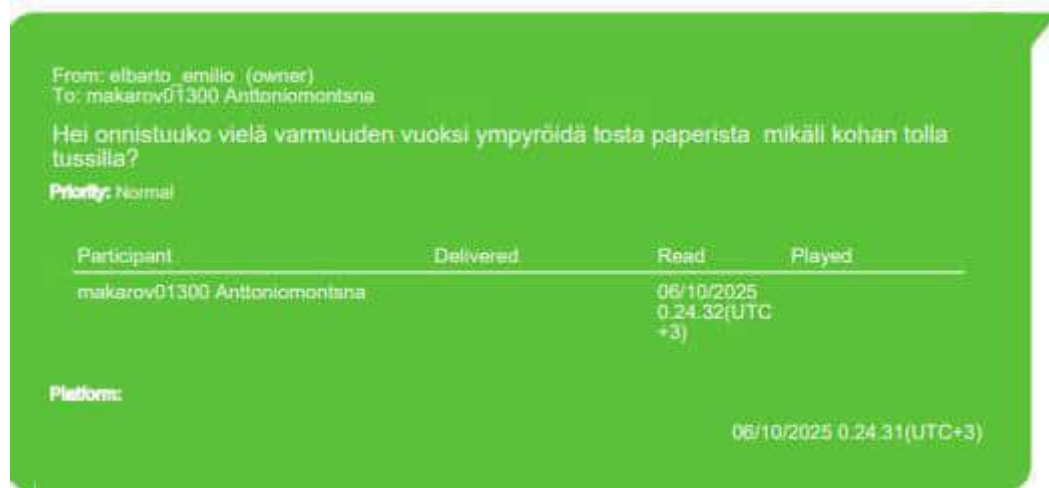 From: elbarto_emilio (owner)
To: makarov01300 Anttoniomontsna
Hei onnistuuko vielä varmuuden vuoksi ympyröidä tosta paperista mikäli kohan tolla
tussilla?
Priority: Normal
Participant Delivered Read Played
makarov01300 Anttoniomontsna 06/10/2025
0.24.32(UTC
+3)
Platform:
06/10/2025 0.24.31(UTC+3)